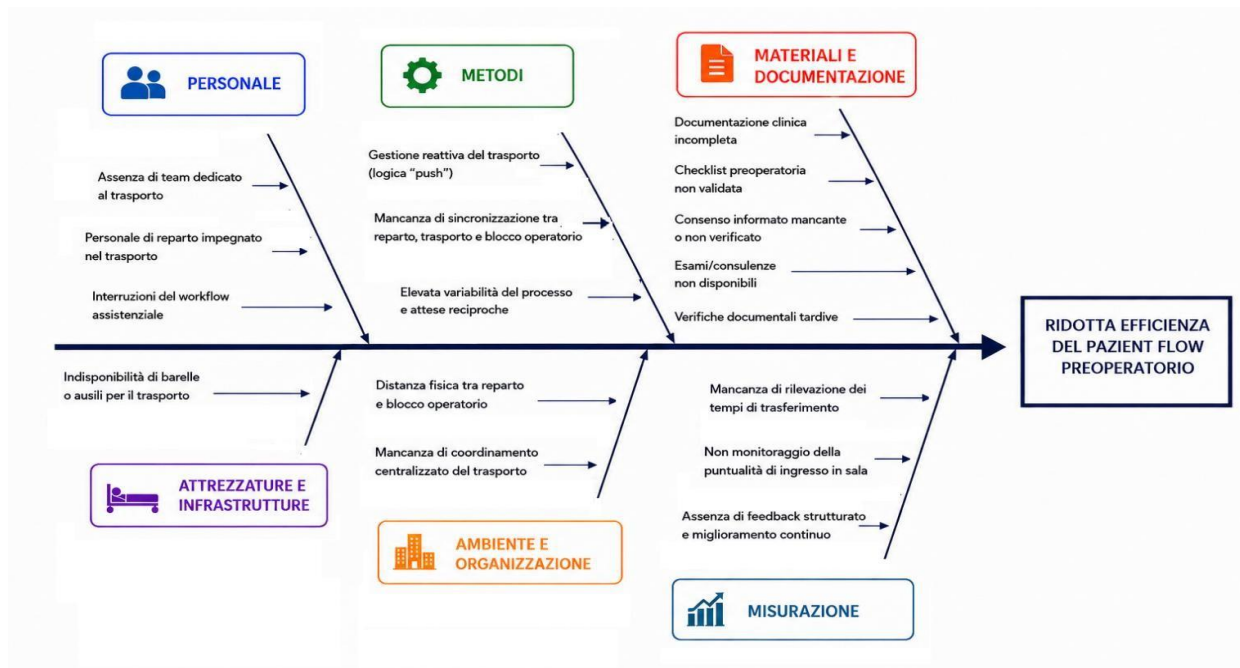 PERSONALE
Assenza di team dedicato
al trasporto
Personale di reparto impegnato
nel trasporto
Interruzioni del workflow
assistenziale
METODI
Gestione reattiva del trasporto
(logica “push”)
Mancanza di sincronizzazione tra
reparto, trasporto e blocco operatorio
Elevata variabilità del processo
e attese reciproche
MATERIALI E
DOCUMENTAZIONE
Documentazione clinica
incompleta
Checklist preoperatoria
non validata
Consenso informato mancante
o non verificato
Esami/consulenze
non disponibili
Verifiche documentali tardive
RIDOTTA EFFICIENZA
DEL PAZIENT FLOW
PREOPERATORIO
Indisponibilità di barelle
o ausili per il trasporto
ATTREZZATURE E
INFRASTRUTTURE
Distanza fisica tra reparto
e blocco operatorio
Mancanza di coordinamento
centralizzato del trasporto
AMBIENTE E
ORGANIZZAZIONE
Mancanza di rilevazione dei
tempi di trasferimento
Non monitoraggio della
puntualità di ingresso in sala
Assenza di feedback strutturato
e miglioramento continuo
MISURAZIONE